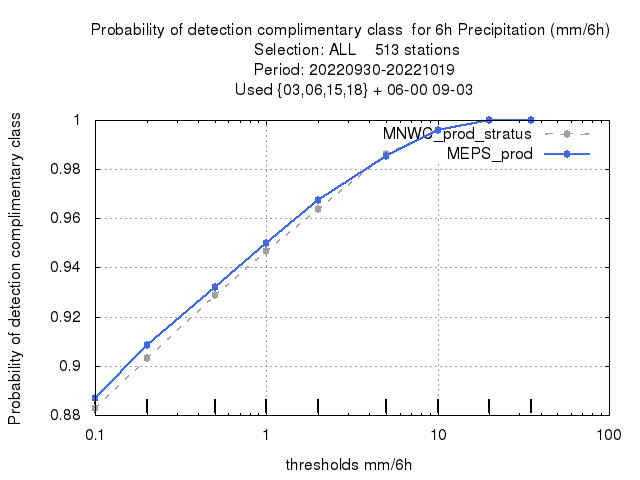 Probability of detection complimentary class  for 6h Precipitation (mm/6h)
Selection: ALL    513 stations
Period: 20220930-20221019
Used {03,06,15,18} + 06-00 09-03
Probability of detection complimentary class
1
0.98
0.96
0.94
0.92
0.9
0.88
MNWC_prod_stratus
MEPS_prod
0.1
1
10
100
thresholds mm/6h